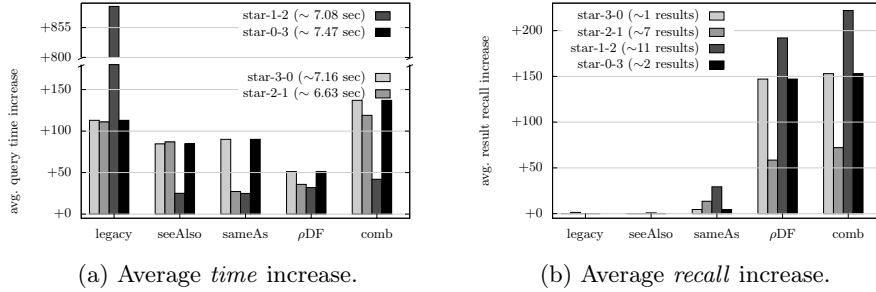 avg. query time increase
+855
+800
+150
+100
+50
+0
star-1-2 (∼ 7.08 sec)
star-0-3 (∼ 7.47 sec)
star-3-0 (∼7.16 sec)
star-2-1 (∼ 6.63 sec)
legacy seeAlso sameAs ρDF comb
(a) Average time increase.
avg. result recall increase
+200
+150
+100
+50
+0
star-3-0 (∼1 results)
star-2-1 (∼7 results)
star-1-2 (∼11 results)
star-0-3 (∼2 results)
legacy seeAlso sameAs ρDF comb
(b) Average recall increase.